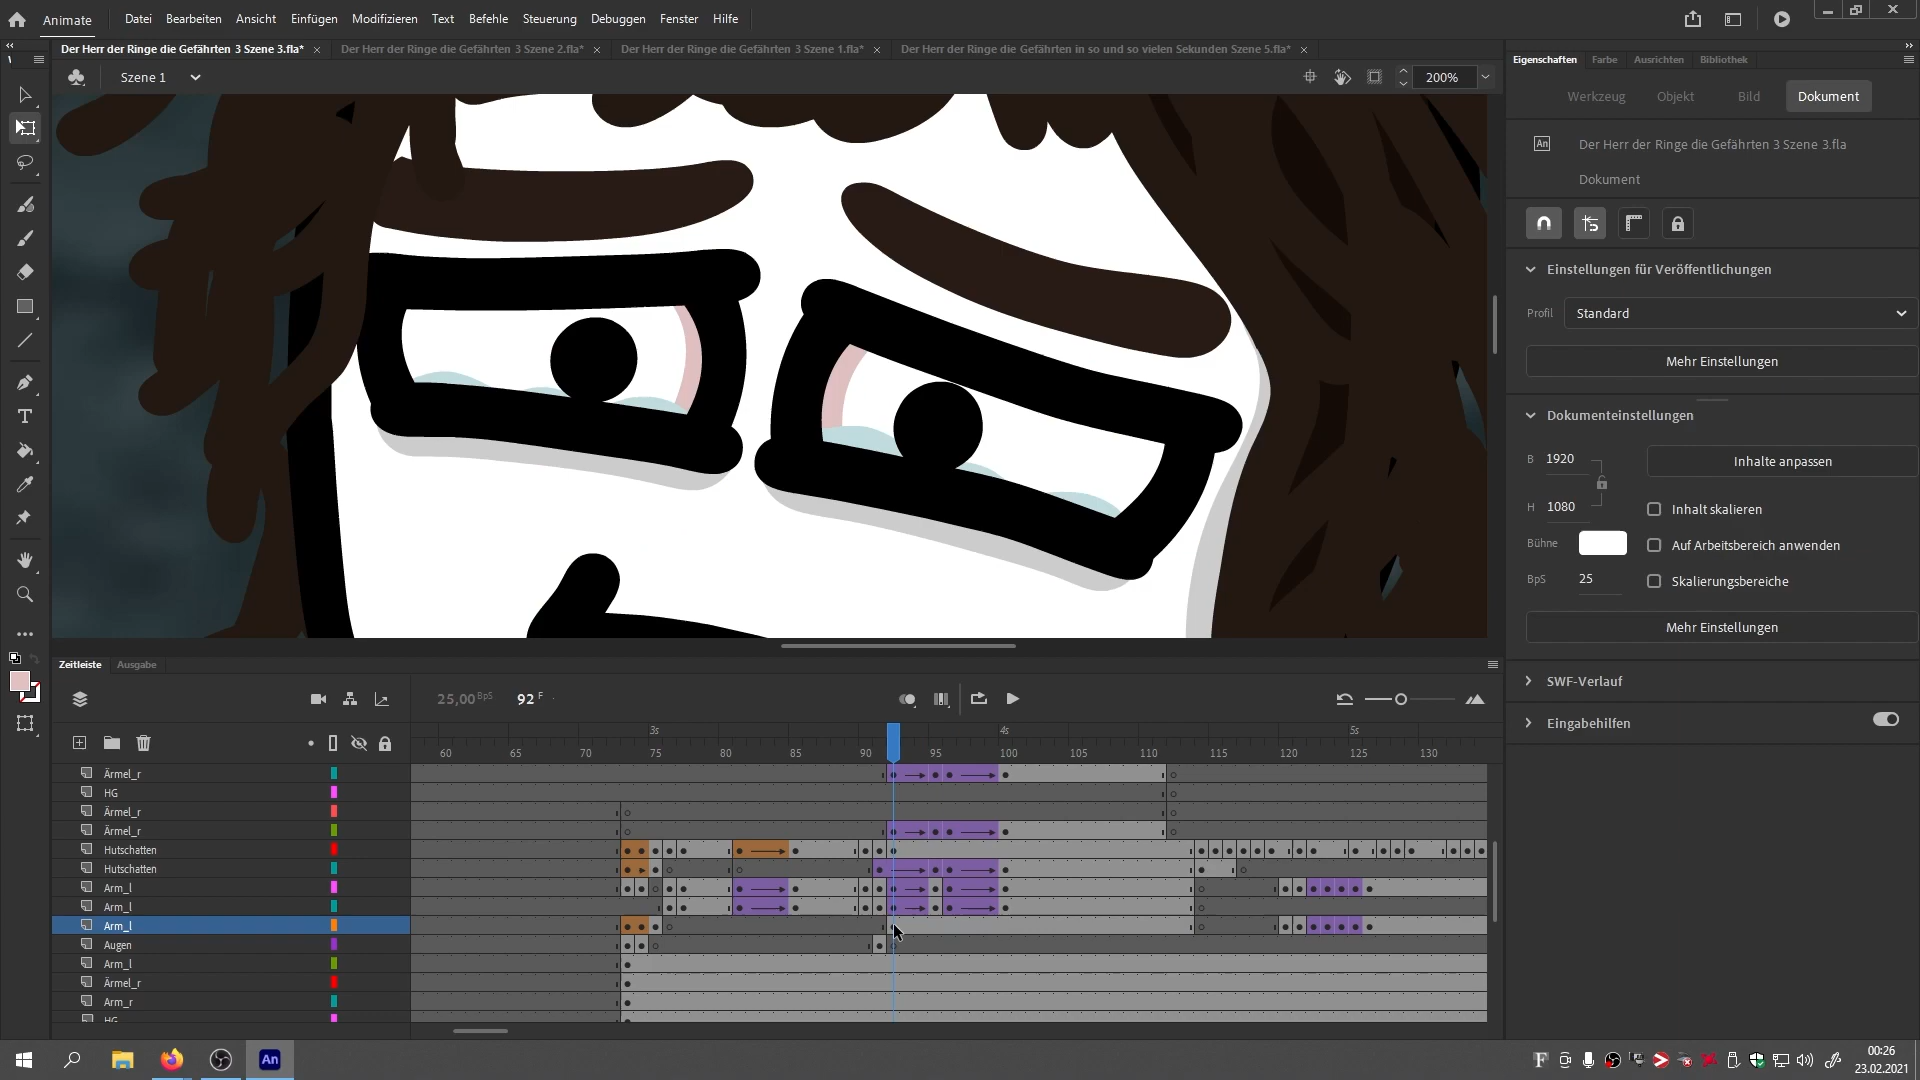 Animate Datei Bearbeiten Ansicht Einfügen Modifizieren Text Befehle Steuerung Debuggen Fenster Hilfe
Der Herr der Ringe die Gefährten 3 Szene 3.fla* Der Herr der Ringe die Gefährten 3 Szene 2.fla* Der Herr der Ringe die Gefährten 3 Szene 1.fla* Der Herr der Ringe die Gefährten in so und so vielen Sekunden Szene 5.fla*
Szene 1
200%
Eigenschaften Farbe Ausrichten Bibliothek
Werkzeug Objekt Bild Dokument
An Der Herr der Ringe die Gefährten 3 Szene 3.fla
Dokument
Einstellungen für Veröffentlichungen
Profil Standard
Mehr Einstellungen
Dokumenteinstellungen
B 1920 Inhalte anpassen
H 1080 Inhalt skalieren
Bühne Auf Arbeitsbereich anwenden
BpS 25 Skalierungsbereiche
Mehr Einstellungen
SWF-Verlauf
Eingabehilfen
Zeitleiste Ausgabe
25,00 BpS 92 F
3s 4s 5s
60 65 70 75 80 85 90 95 100 105 110 115 120 125 130
Ärmel_r
HG
Ärmel_r
Ärmel_r
Hutschatten
Hutschatten
Arm_l
Arm_l
Arm_l
Augen
Arm_l
Ärmel_r
Arm_r
HG
An
00:26
23.02.2021